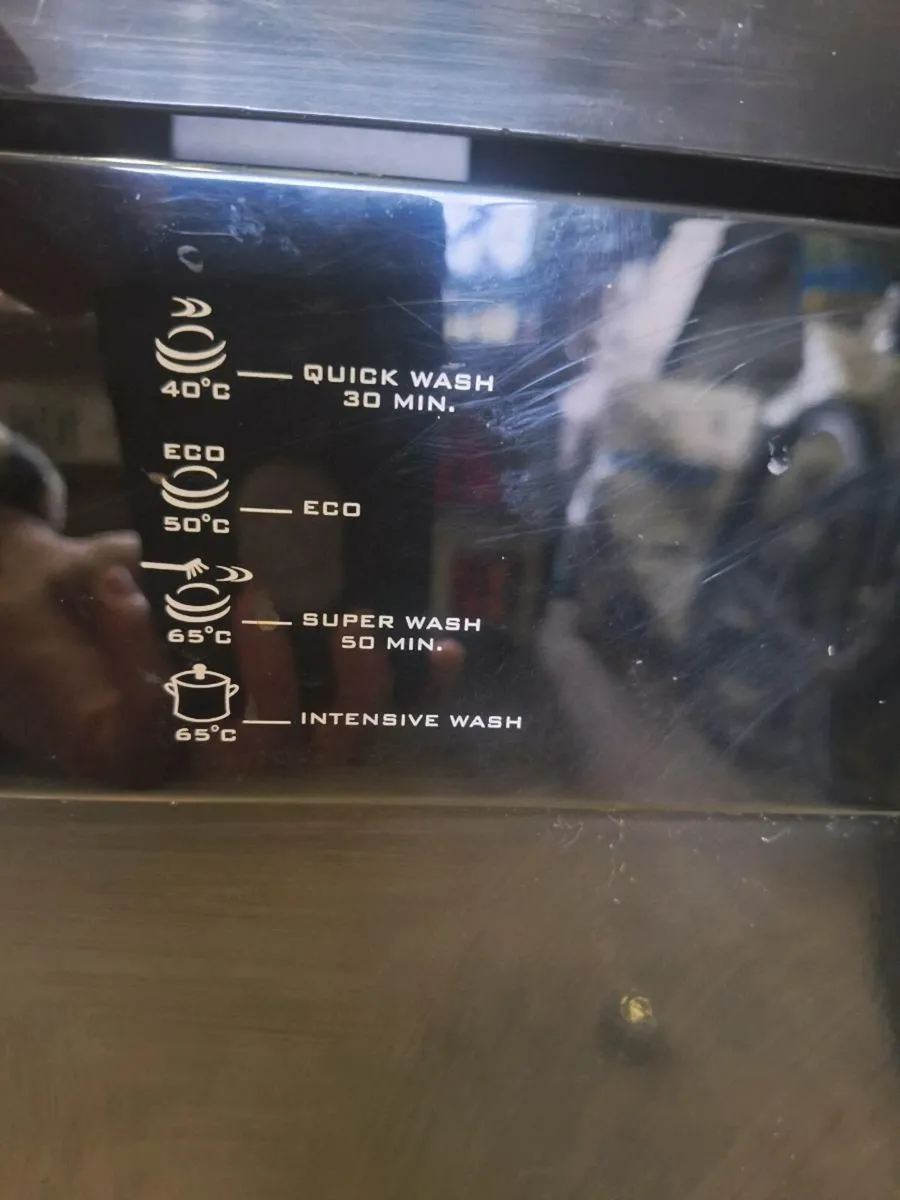 40°C QUICK WASH
30 MIN.
ECO
50°C ECO
65°C SUPER WASH
50 MIN.
65°C INTENSIVE WASH